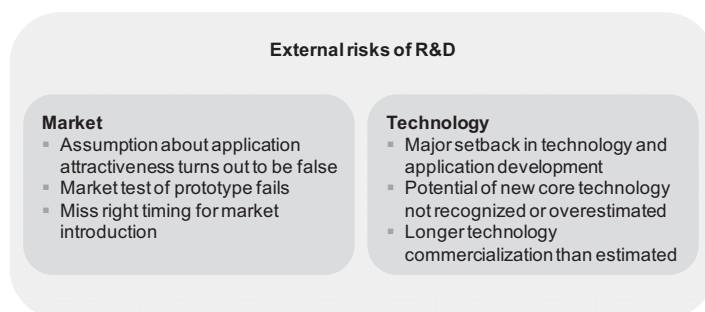 External risks of R&D
Market
▪ Assumption about application
attractiveness turns out to be false
▪ Market test of prototype fails
▪ Miss right timing for market
introduction
Technology
▪ Major setback in technology and
application development
▪ Potential of new core technology
not recognized or overestimated
▪ Longer technology
commercialization than estimated